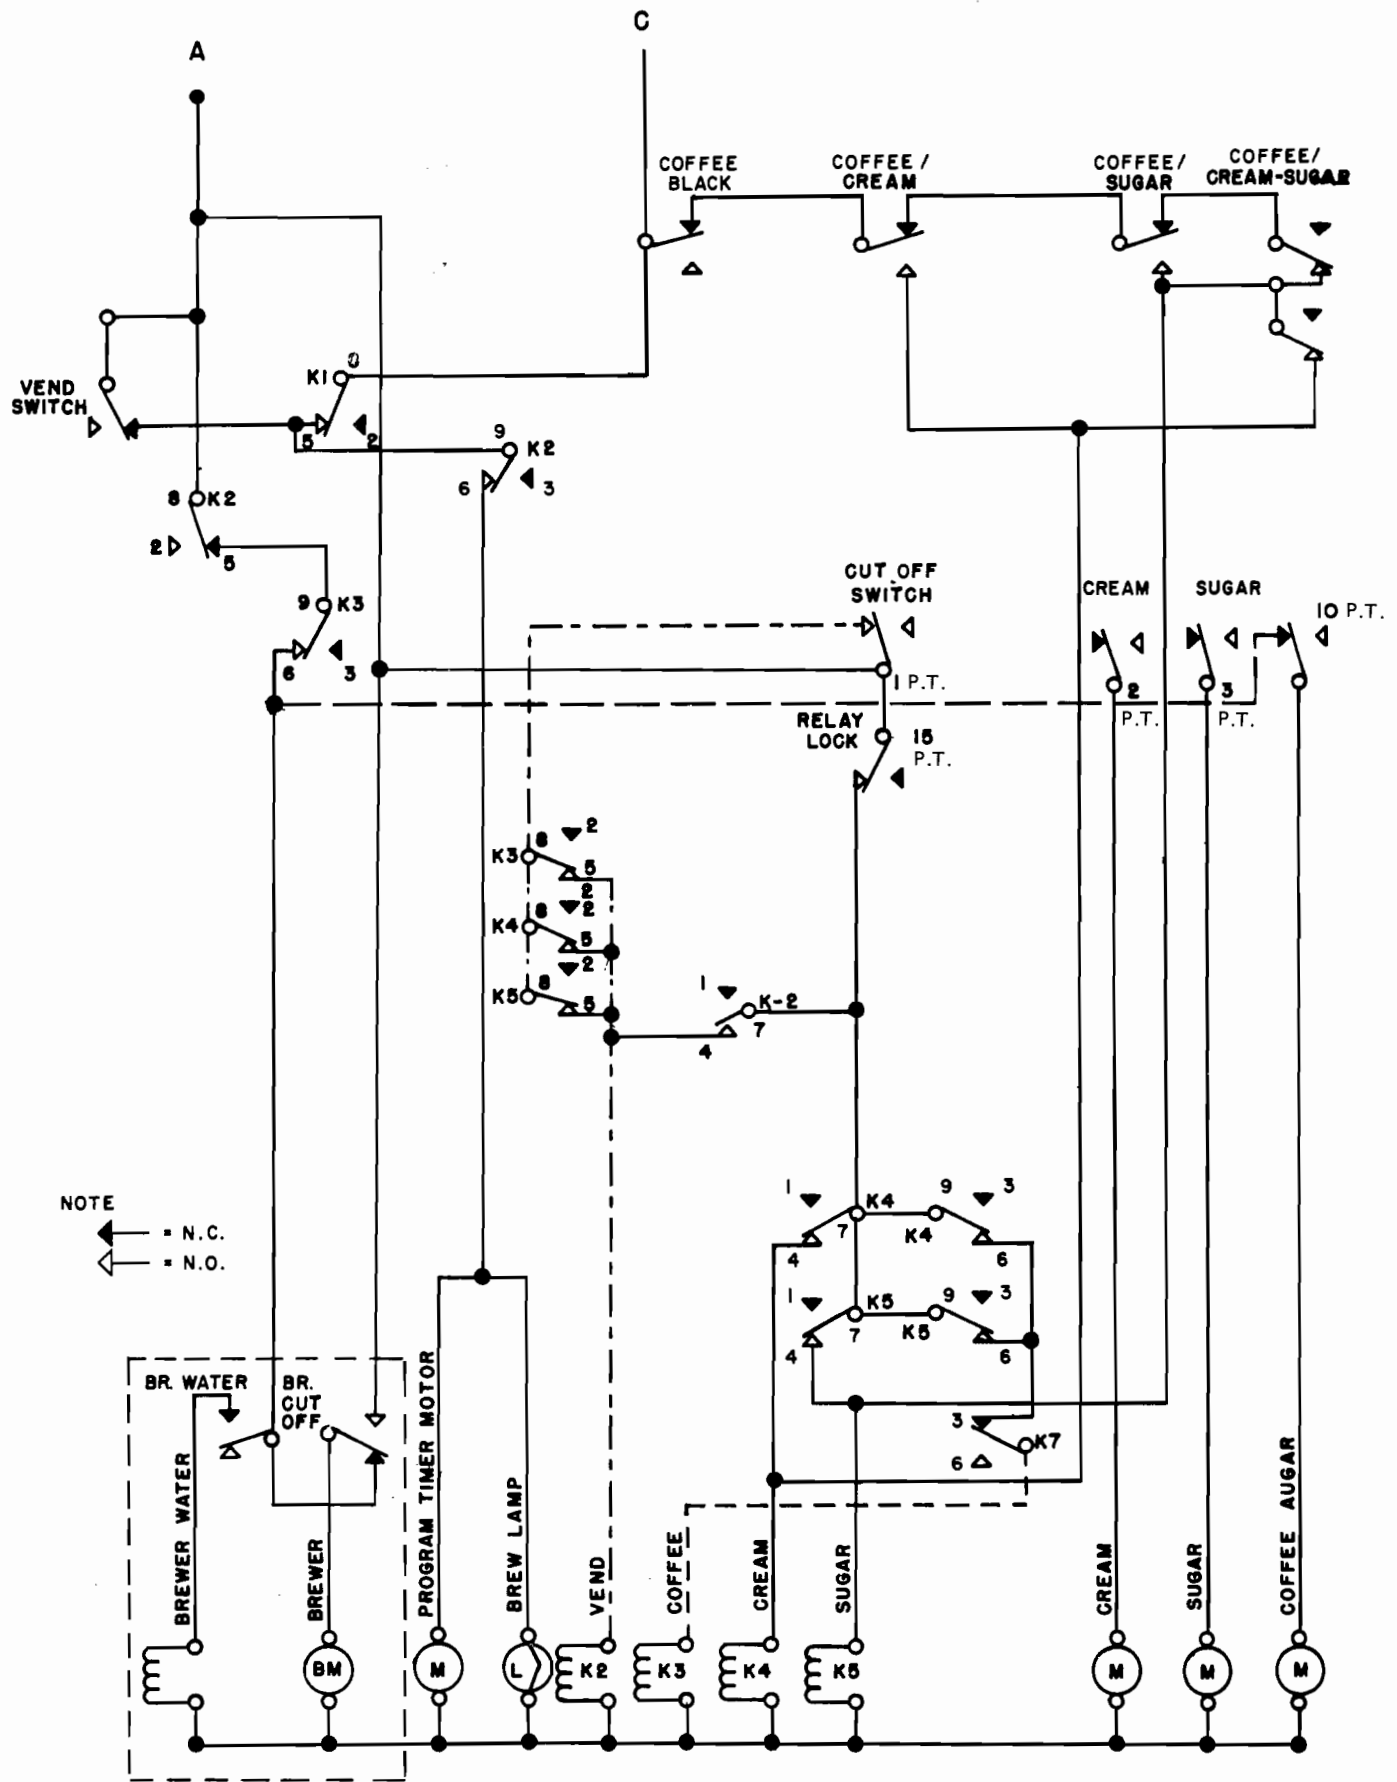 C
A
COFFEE
BLACK
COFFEE /
CREAM
COFFEE/
SUGAR
COFFEE/
CREAM-SUGAR
VEND
SWITCH
K1
5
2
9
K2
6
3
8
K2
2
5
9
K3
6
3
CUT OFF
SWITCH
1 P.T.
RELAY
LOCK
15
P.T.
CREAM
2
P.T.
SUGAR
3
P.T.
10 P.T.
K3
8
2
5
2
K4
8
2
5
K5
8
2
5
1
K-2
7
4
NOTE
= N.C.
= N.O.
1
K4
7
4
9
K4
3
6
1
K5
7
4
9
K5
3
6
3
K7
6
BR. WATER
BR.
CUT
OFF
BREWER WATER
BREWER
PROGRAM TIMER MOTOR
BREW LAMP
VEND
COFFEE
CREAM
SUGAR
CREAM
SUGAR
COFFEE AUGAR
BM
M
L
K2
K3
K4
K5
M
M
M